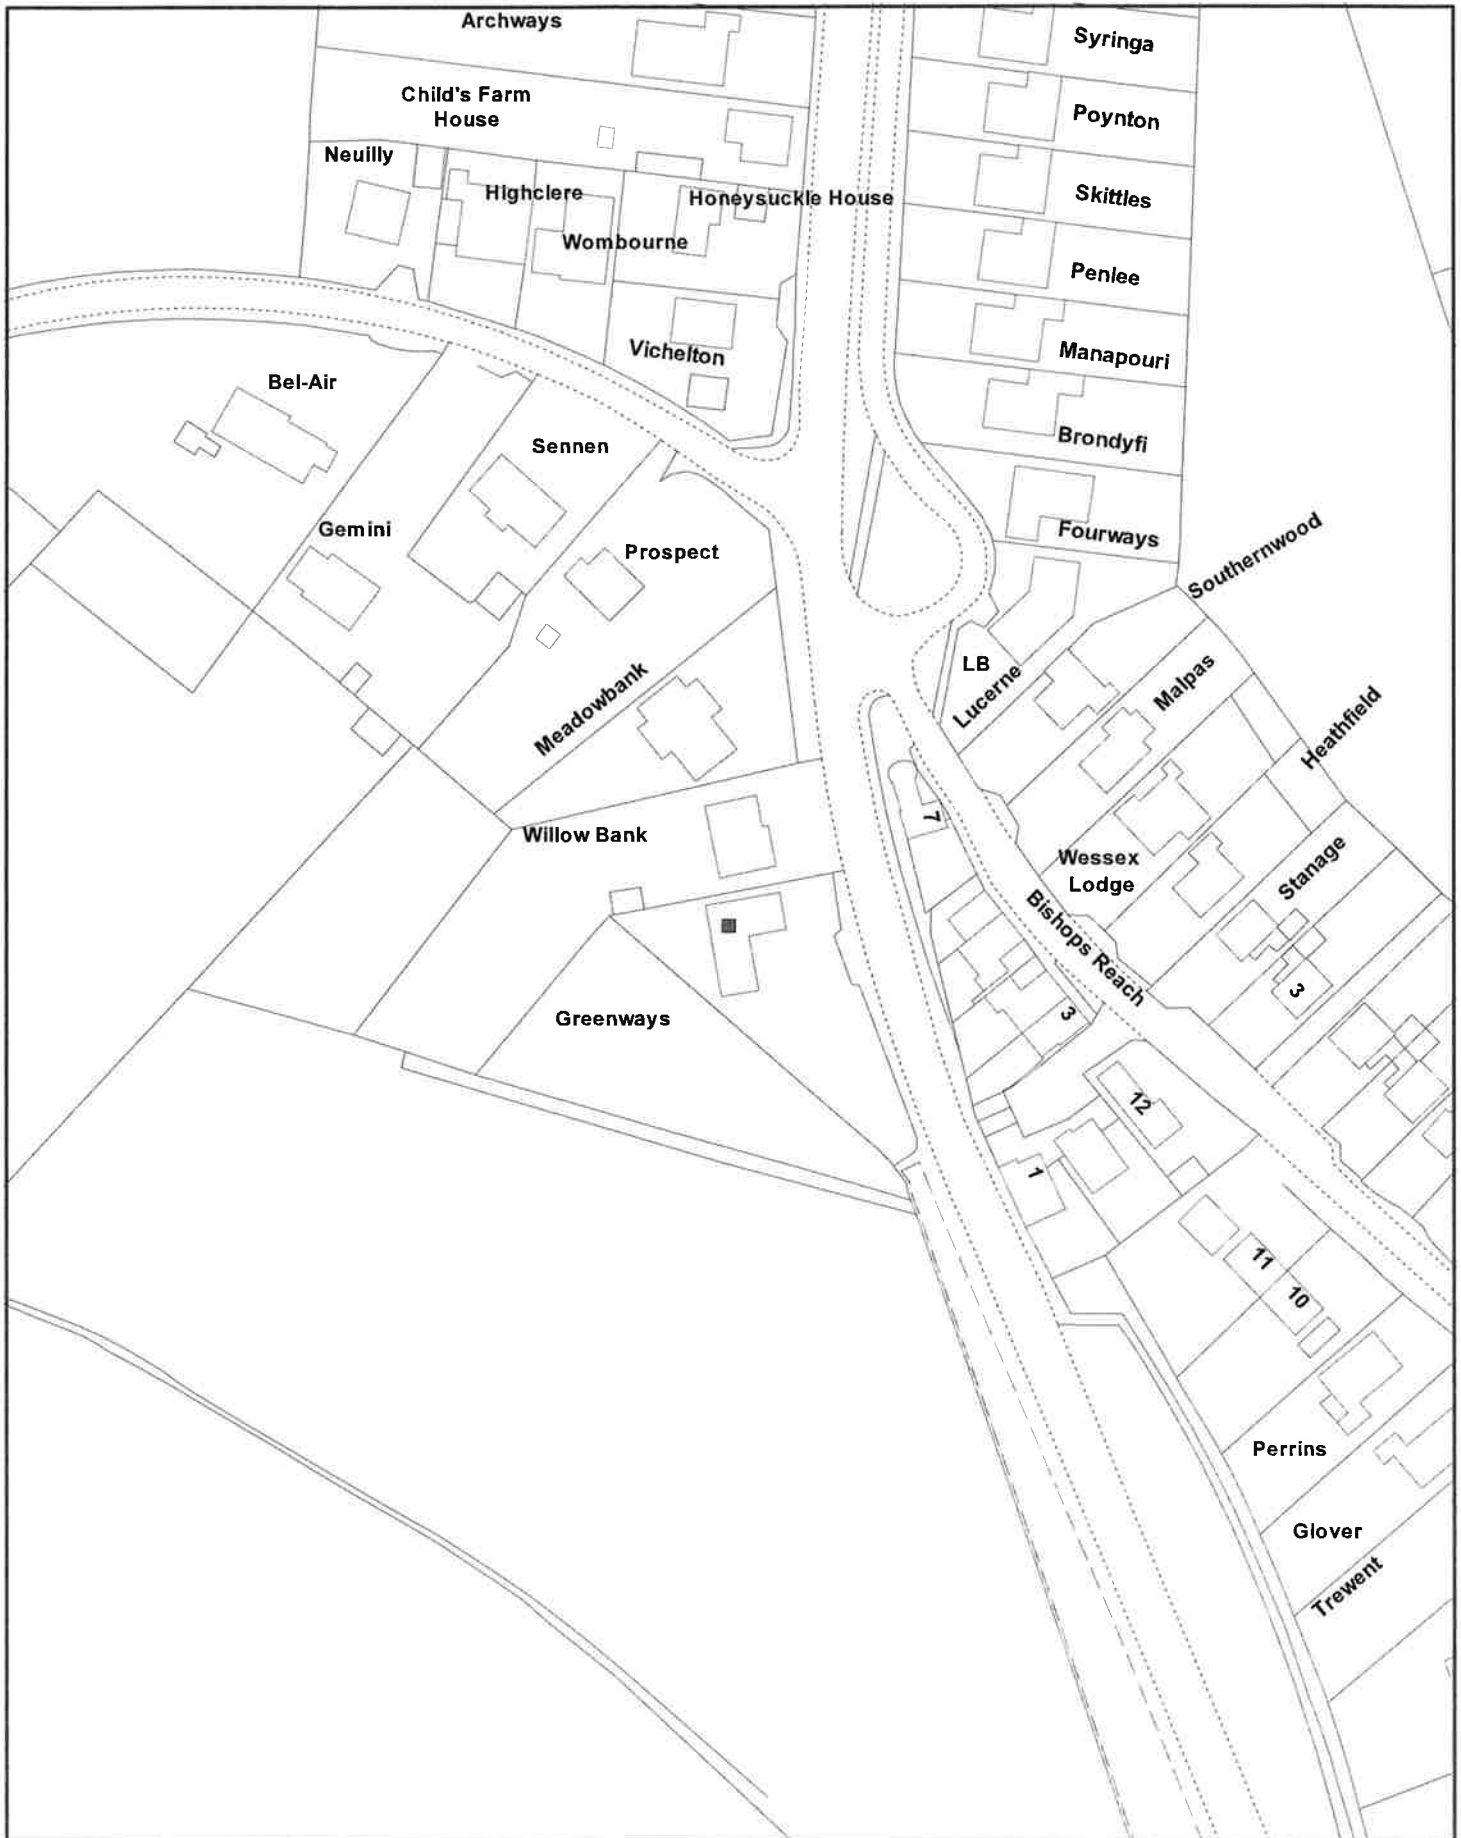 Archways
Syringa
Child's Farm
House
Poynton
Neuilly
Highclere
Honeysuckle House
Skittles
Wombourne
Penlee
Vichelton
Manapouri
Bel-Air
Brondyfi
Sennen
Gemini
Fourways
Prospect
Southernwood
LB
Lucerne
Malpas
Meadowbank
Heathfield
7
Willow Bank
Wessex
Lodge
Stanage
Bishops Reach
3
3
Greenways
12
1
11
10
Perrins
Glover
Trewent